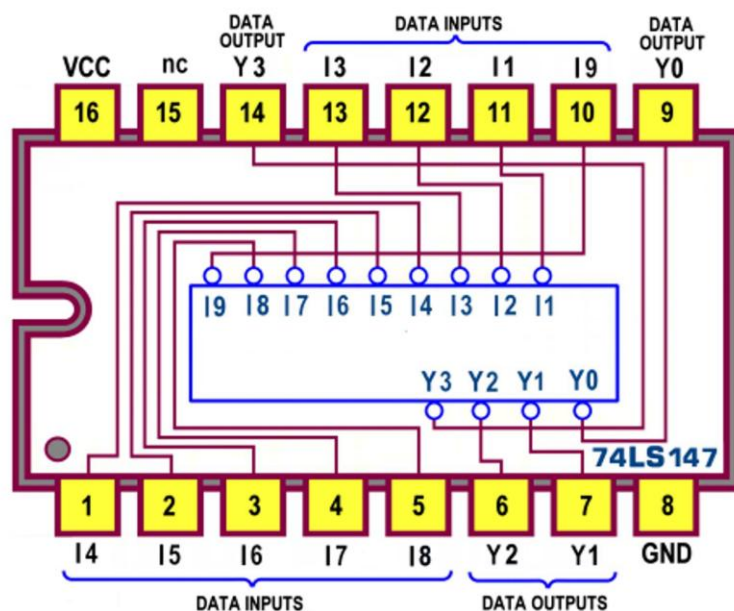 DATA OUTPUT
DATA INPUTS
DATA OUTPUT
VCC nc Y3 I3 I2 I1 I9 Y0
16 15 14 13 12 11 10 9
I9 I8 I7 I6 I5 I4 I3 I2 I1
Y3 Y2 Y1 Y0
74LS147
1 2 3 4 5 6 7 8
I4 I5 I6 I7 I8 Y2 Y1 GND
DATA INPUTS DATA OUTPUTS